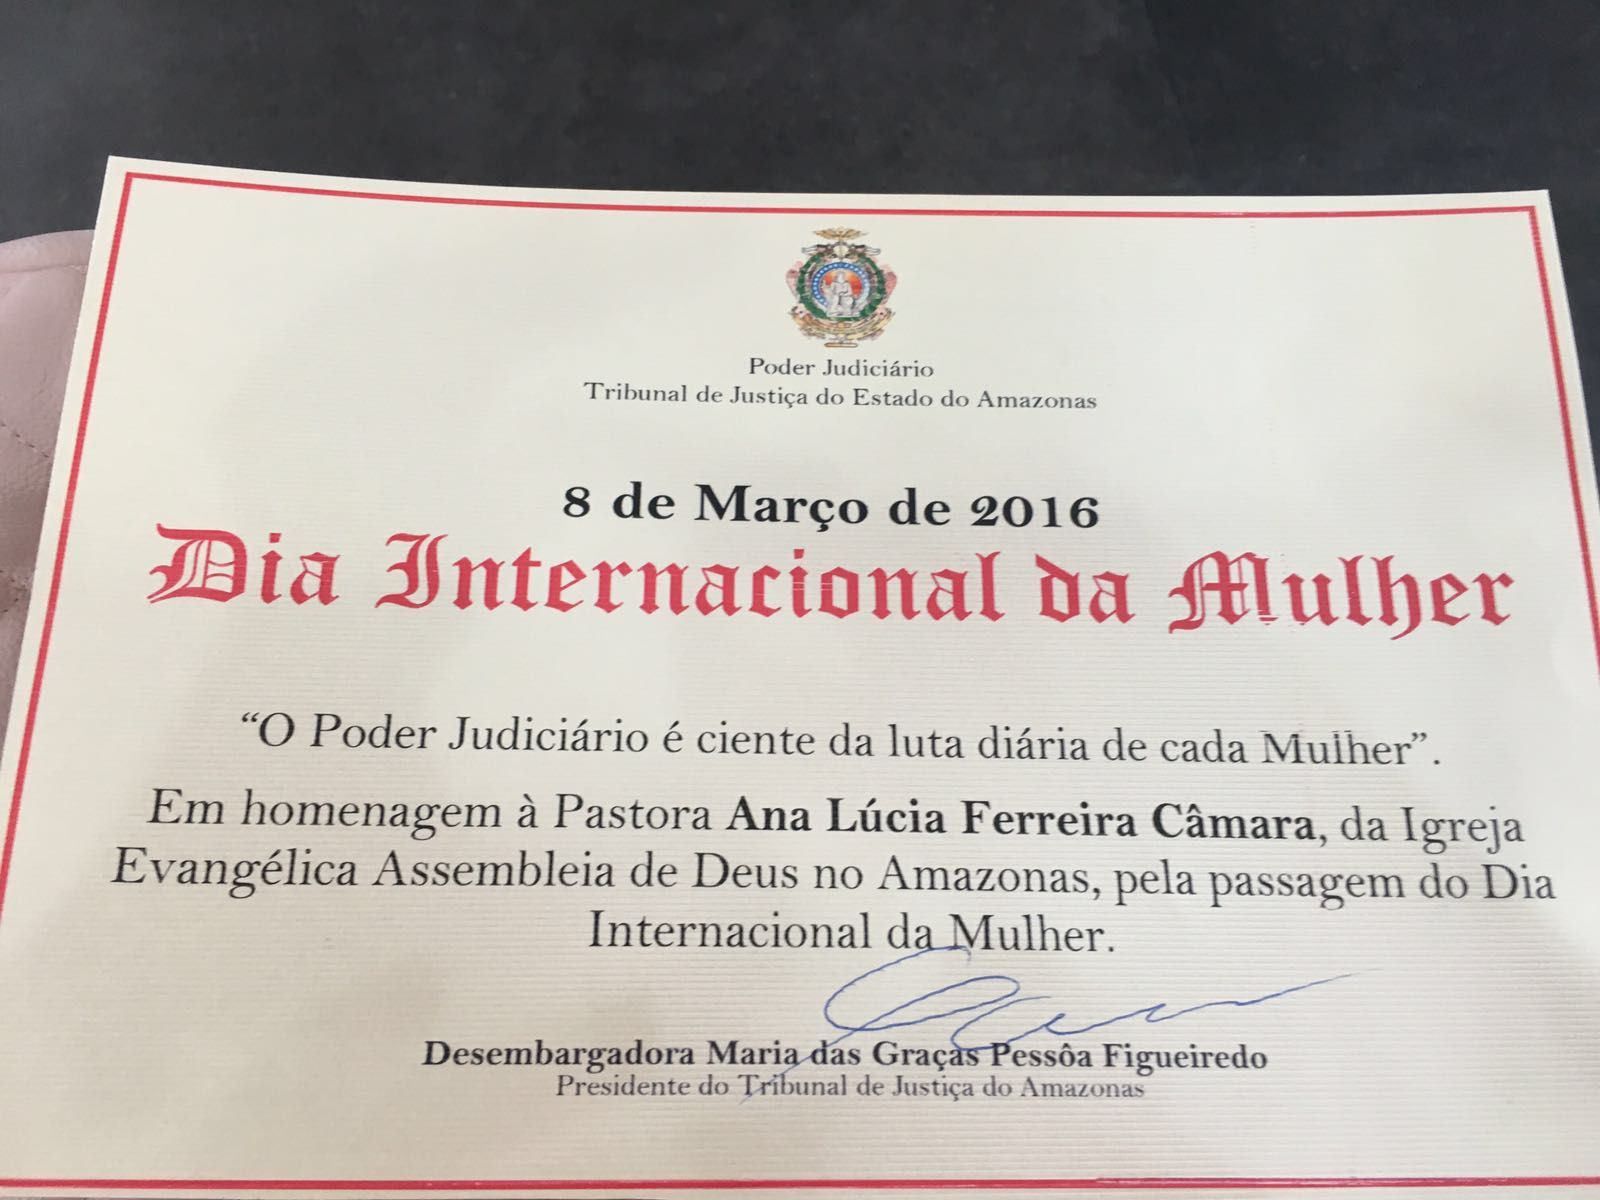 Poder Judiciário
Tribunal de Justiça do Estado do Amazonas
8 de Março de 2016
Dia Internacional da Mulher
“O Poder Judiciário é ciente da luta diária de cada Mulher”.
Em homenagem à Pastora Ana Lúcia Ferreira Câmara, da Igreja
Evangélica Assembleia de Deus no Amazonas, pela passagem do Dia
Internacional da Mulher.
Desembargadora Maria das Graças Pessôa Figueiredo
Presidente do Tribunal de Justiça do Amazonas